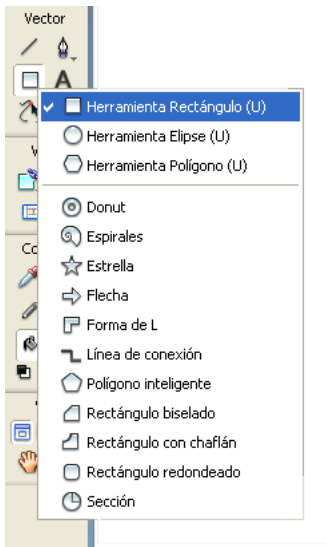 Vector
A
Herramienta Rectángulo (U)
Herramienta Elipse (U)
Herramienta Polígono (U)
Donut
Espirales
Estrella
Flecha
Forma de L
Línea de conexión
Polígono inteligente
Rectángulo biselado
Rectángulo con chaflán
Rectángulo redondeado
Sección